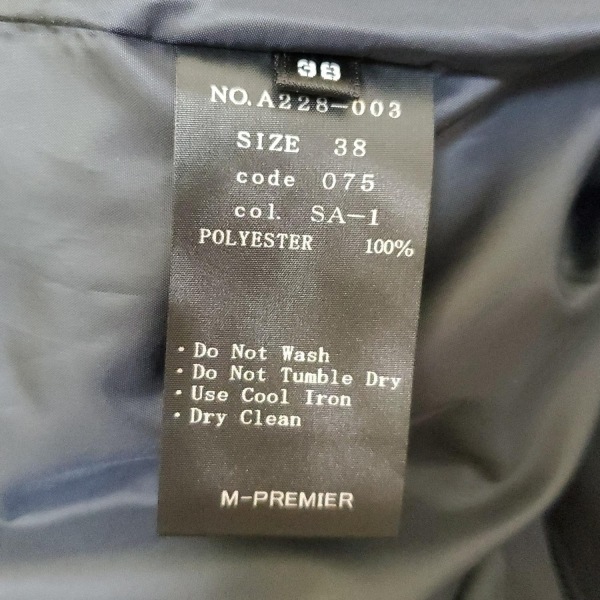 38
NO.A228-003
SIZE 38
code 075
col. SA-1
POLYESTER 100%
・Do Not Wash
・Do Not Tumble Dry
・Use Cool Iron
・Dry Clean
M-PREMIER